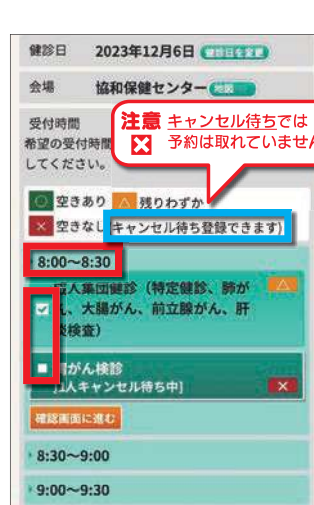 健診日 2023年12月6日 健診日を変更
会場 協和保健センター 地図
注意 キャンセル待ちでは
予約は取れていません
受付時間
希望の受付時間
してください。
空きあり 残りわずか
空きなし(キャンセル待ち登録できます)
8:00～8:30
成人集団健診（特定健診、肺が
ん、大腸がん、前立腺がん、肝
炎検査）
胃がん検診
[1人キャンセル待ち中]
確認画面に進む
8:30～9:00
9:00～9:30